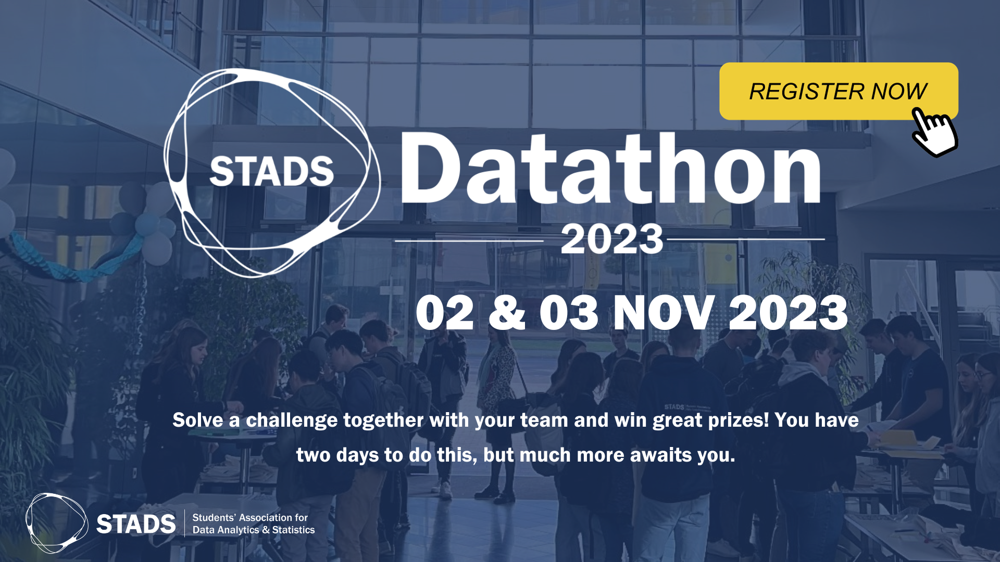 REGISTER NOW
STADS
Datathon
2023
02 & 03 NOV 2023
STADS
Solve a challenge together with your team and win great prizes! You have
two days to do this, but much more awaits you.
STADS
Students' Association for
Data Analytics & Statistics